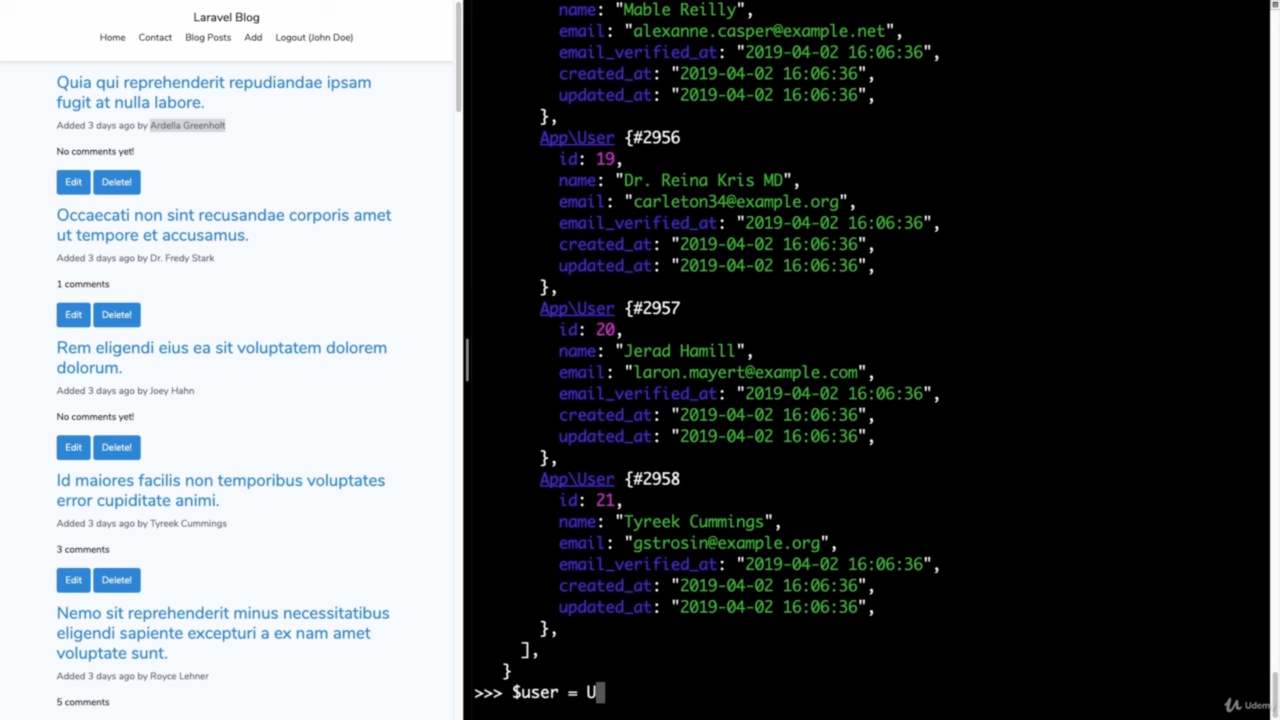 Laravel Blog
Home Contact Blog Posts Add Logout (John Doe)
Quia qui reprehenderit repudiandae ipsam
fugit at nulla labore.
Added 3 days ago by Ardella Greenholt
No comments yet!
Edit Delete!
Occaecati non sint recusandae corporis amet
ut tempore et accusamus.
Added 3 days ago by Dr. Fredy Stark
1 comments
Edit Delete!
Rem eligendi eius ea sit voluptatem dolorem
dolorum.
Added 3 days ago by Joey Hahn
No comments yet!
Edit Delete!
Id maiores facilis non temporibus voluptates
error cupiditate animi.
Added 3 days ago by Tyreek Cummings
3 comments
Edit Delete!
Nemo sit reprehenderit minus necessitatibus
eligendi sapiente excepturi a ex nam amet
voluptate sunt.
Added 3 days ago by Royce Lehner
5 comments
name: "Mable Reilly",
email: "alexanne.casper@example.net",
email_verified_at: "2019-04-02 16:06:36",
created_at: "2019-04-02 16:06:36",
updated_at: "2019-04-02 16:06:36",
},
App\User {#2956
id: 19,
name: "Dr. Reina Kris MD",
email: "carleton34@example.org",
email_verified_at: "2019-04-02 16:06:36",
created_at: "2019-04-02 16:06:36",
updated_at: "2019-04-02 16:06:36",
},
App\User {#2957
id: 20,
name: "Jerad Hamill",
email: "laron.mayert@example.com",
email_verified_at: "2019-04-02 16:06:36",
created_at: "2019-04-02 16:06:36",
updated_at: "2019-04-02 16:06:36",
},
App\User {#2958
id: 21,
name: "Tyreek Cummings",
email: "gstrosin@example.org",
email_verified_at: "2019-04-02 16:06:36",
created_at: "2019-04-02 16:06:36",
updated_at: "2019-04-02 16:06:36",
},
],
}
>>> $user = U
Udem